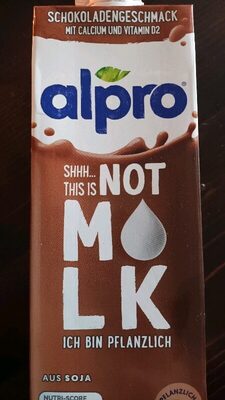 SCHOKOLADENGESCHMACK
MIT CALCIUM UND VITAMIN D2
alpro
SHHH...
THIS IS NOT
M LK
ICH BIN PFLANZLICH
AUS SOJA
NUTRI-SCORE
PFLANZLICH